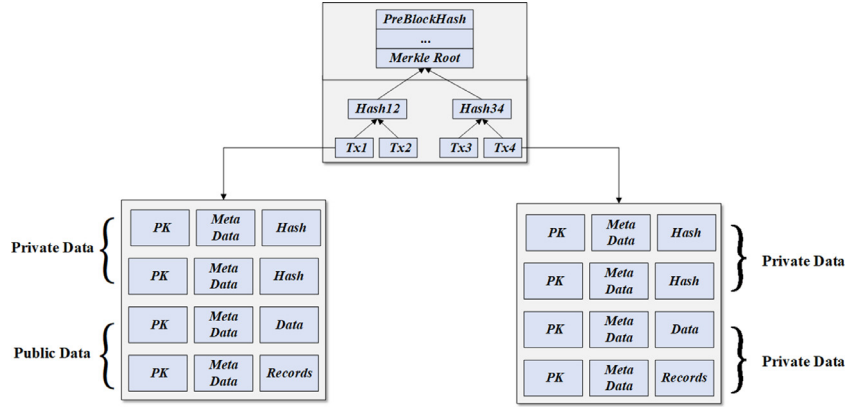 PreBlockHash
...
Merkle Root
Hash12
Hash34
Tx1
Tx2
Tx3
Tx4
Private Data
PK
Meta
Data
Hash
PK
Meta
Data
Hash
Public Data
PK
Meta
Data
Data
PK
Meta
Data
Records
PK
Meta
Data
Hash
PK
Meta
Data
Hash
Private Data
PK
Meta
Data
Data
PK
Meta
Data
Records
Private Data